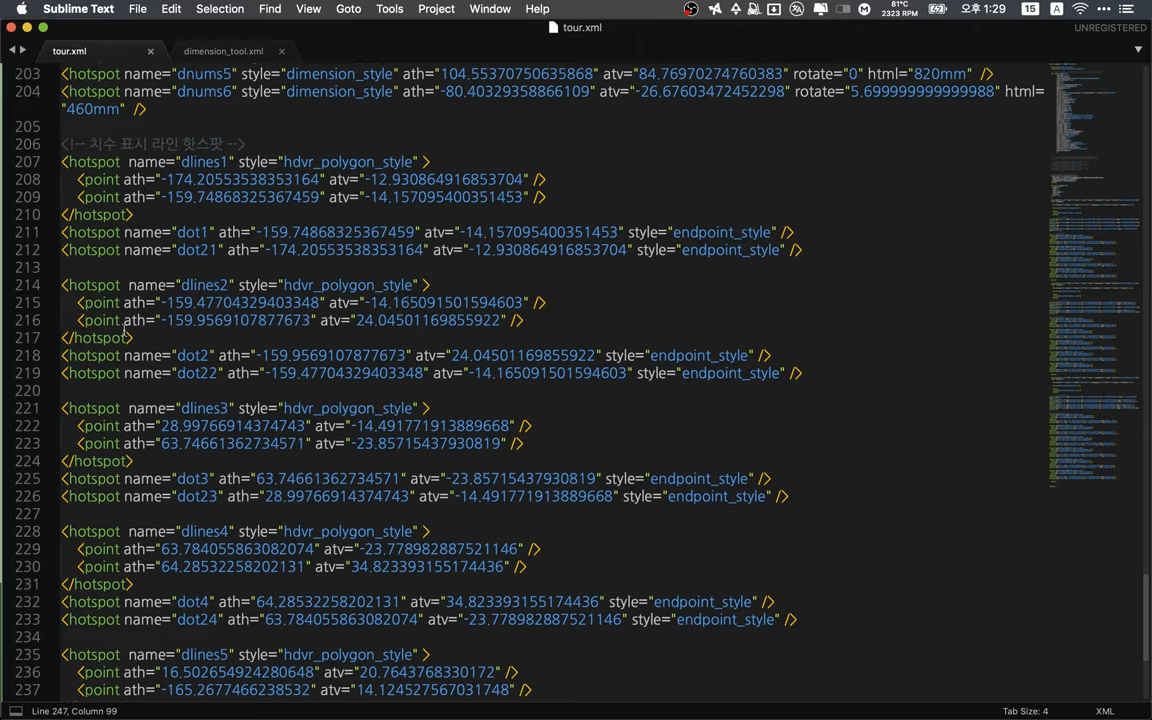 Sublime Text File Edit Selection Find View Goto Tools Project Window Help 81°C 2323 RPM 오후 1:29 15 A
tour.xml UNREGISTERED
tour.xml dimension_tool.xml
203 <hotspot name="dnums5" style="dimension_style" ath="104.55370750635868" atv="84.76970274760383" rotate="0" html="820mm" />
204 <hotspot name="dnums6" style="dimension_style" ath="-80.40329358866109" atv="-26.67603472452298" rotate="5.699999999999988" html=
"460mm" />
205
206 <!-- 치수 표시 라인 핫스팟 -->
207 <hotspot name="dlines1" style="hdvr_polygon_style" >
208 <point ath="-174.20553538353164" atv="-12.930864916853704" />
209 <point ath="-159.74868325367459" atv="-14.157095400351453" />
210 </hotspot>
211 <hotspot name="dot1" ath="-159.74868325367459" atv="-14.157095400351453" style="endpoint_style" />
212 <hotspot name="dot21" ath="-174.20553538353164" atv="-12.930864916853704" style="endpoint_style" />
213
214 <hotspot name="dlines2" style="hdvr_polygon_style" >
215 <point ath="-159.47704329403348" atv="-14.165091501594603" />
216 <point ath="-159.9569107877673" atv="24.04501169855922" />
217 </hotspot>
218 <hotspot name="dot2" ath="-159.9569107877673" atv="24.04501169855922" style="endpoint_style" />
219 <hotspot name="dot22" ath="-159.47704329403348" atv="-14.165091501594603" style="endpoint_style" />
220
221 <hotspot name="dlines3" style="hdvr_polygon_style" >
222 <point ath="28.99766914374743" atv="-14.491771913889668" />
223 <point ath="63.746613627345​71" atv="-23.85715437930819" />
224 </hotspot>
225 <hotspot name="dot3" ath="63.74661362734571" atv="-23.85715437930819" style="endpoint_style" />
226 <hotspot name="dot23" ath="28.99766914374743" atv="-14.491771913889668" style="endpoint_style" />
227
228 <hotspot name="dlines4" style="hdvr_polygon_style" >
229 <point ath="63.784055863082074" atv="-23.778982887521146" />
230 <point ath="64.28532258202131" atv="34.823393155174436" />
231 </hotspot>
232 <hotspot name="dot4" ath="64.28532258202131" atv="34.823393155174436" style="endpoint_style" />
233 <hotspot name="dot24" ath="63.784055863082074" atv="-23.778982887521146" style="endpoint_style" />
234
235 <hotspot name="dlines5" style="hdvr_polygon_style" >
236 <point ath="16.502654924280648" atv="20.7643768330172" />
237 <point ath="-165.2677466238532" atv="14.124527567031748" />
Line 247, Column 99 Tab Size: 4 XML